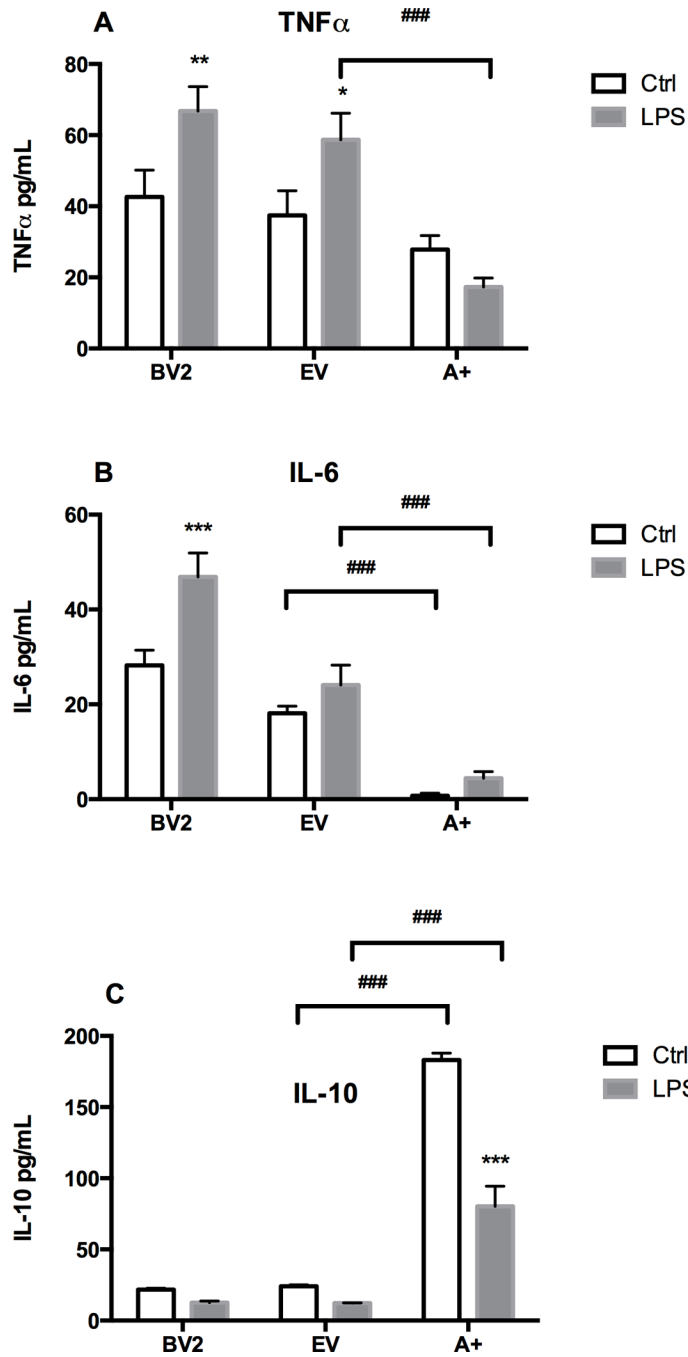 A
TNFα
###
80
**
*
Ctrl
LPS
60
40
20
0
TNFα pg/mL
BV2
EV
A+
B
IL-6
###
60
***
###
Ctrl
LPS
40
20
0
IL-6 pg/mL
BV2
EV
A+
###
C
###
200
Ctrl
LPS
IL-10
150
100
***
50
0
IL-10 pg/mL
BV2
EV
A+